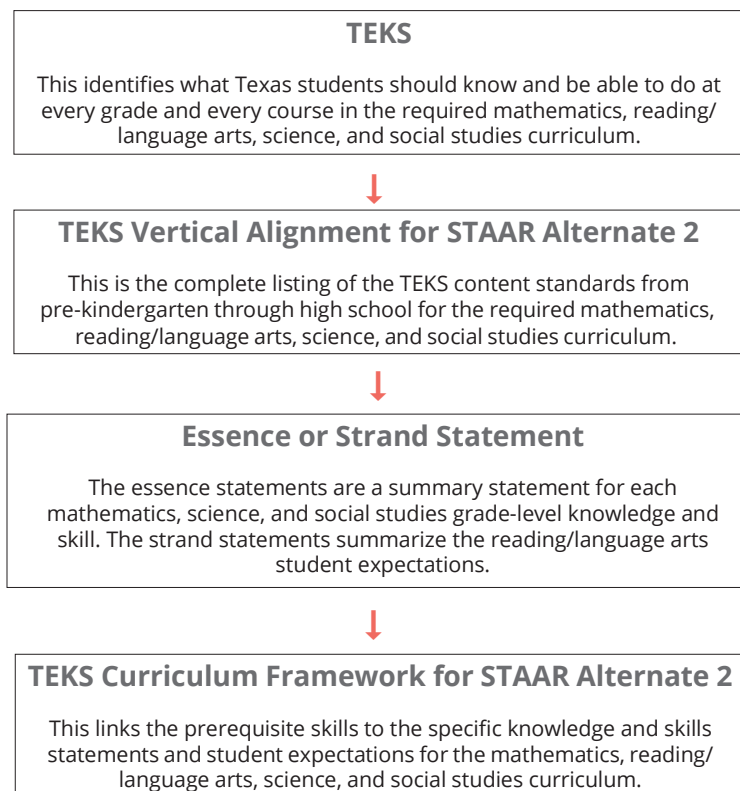 TEKS
This identifies what Texas students should know and be able to do at
every grade and every course in the required mathematics, reading/
language arts, science, and social studies curriculum.
TEKS Vertical Alignment for STAAR Alternate 2
This is the complete listing of the TEKS content standards from
pre-kindergarten through high school for the required mathematics,
reading/language arts, science, and social studies curriculum.
Essence or Strand Statement
The essence statements are a summary statement for each
mathematics, science, and social studies grade-level knowledge and
skill. The strand statements summarize the reading/language arts
student expectations.
TEKS Curriculum Framework for STAAR Alternate 2
This links the prerequisite skills to the specific knowledge and skills
statements and student expectations for the mathematics, reading/
language arts, science, and social studies curriculum.